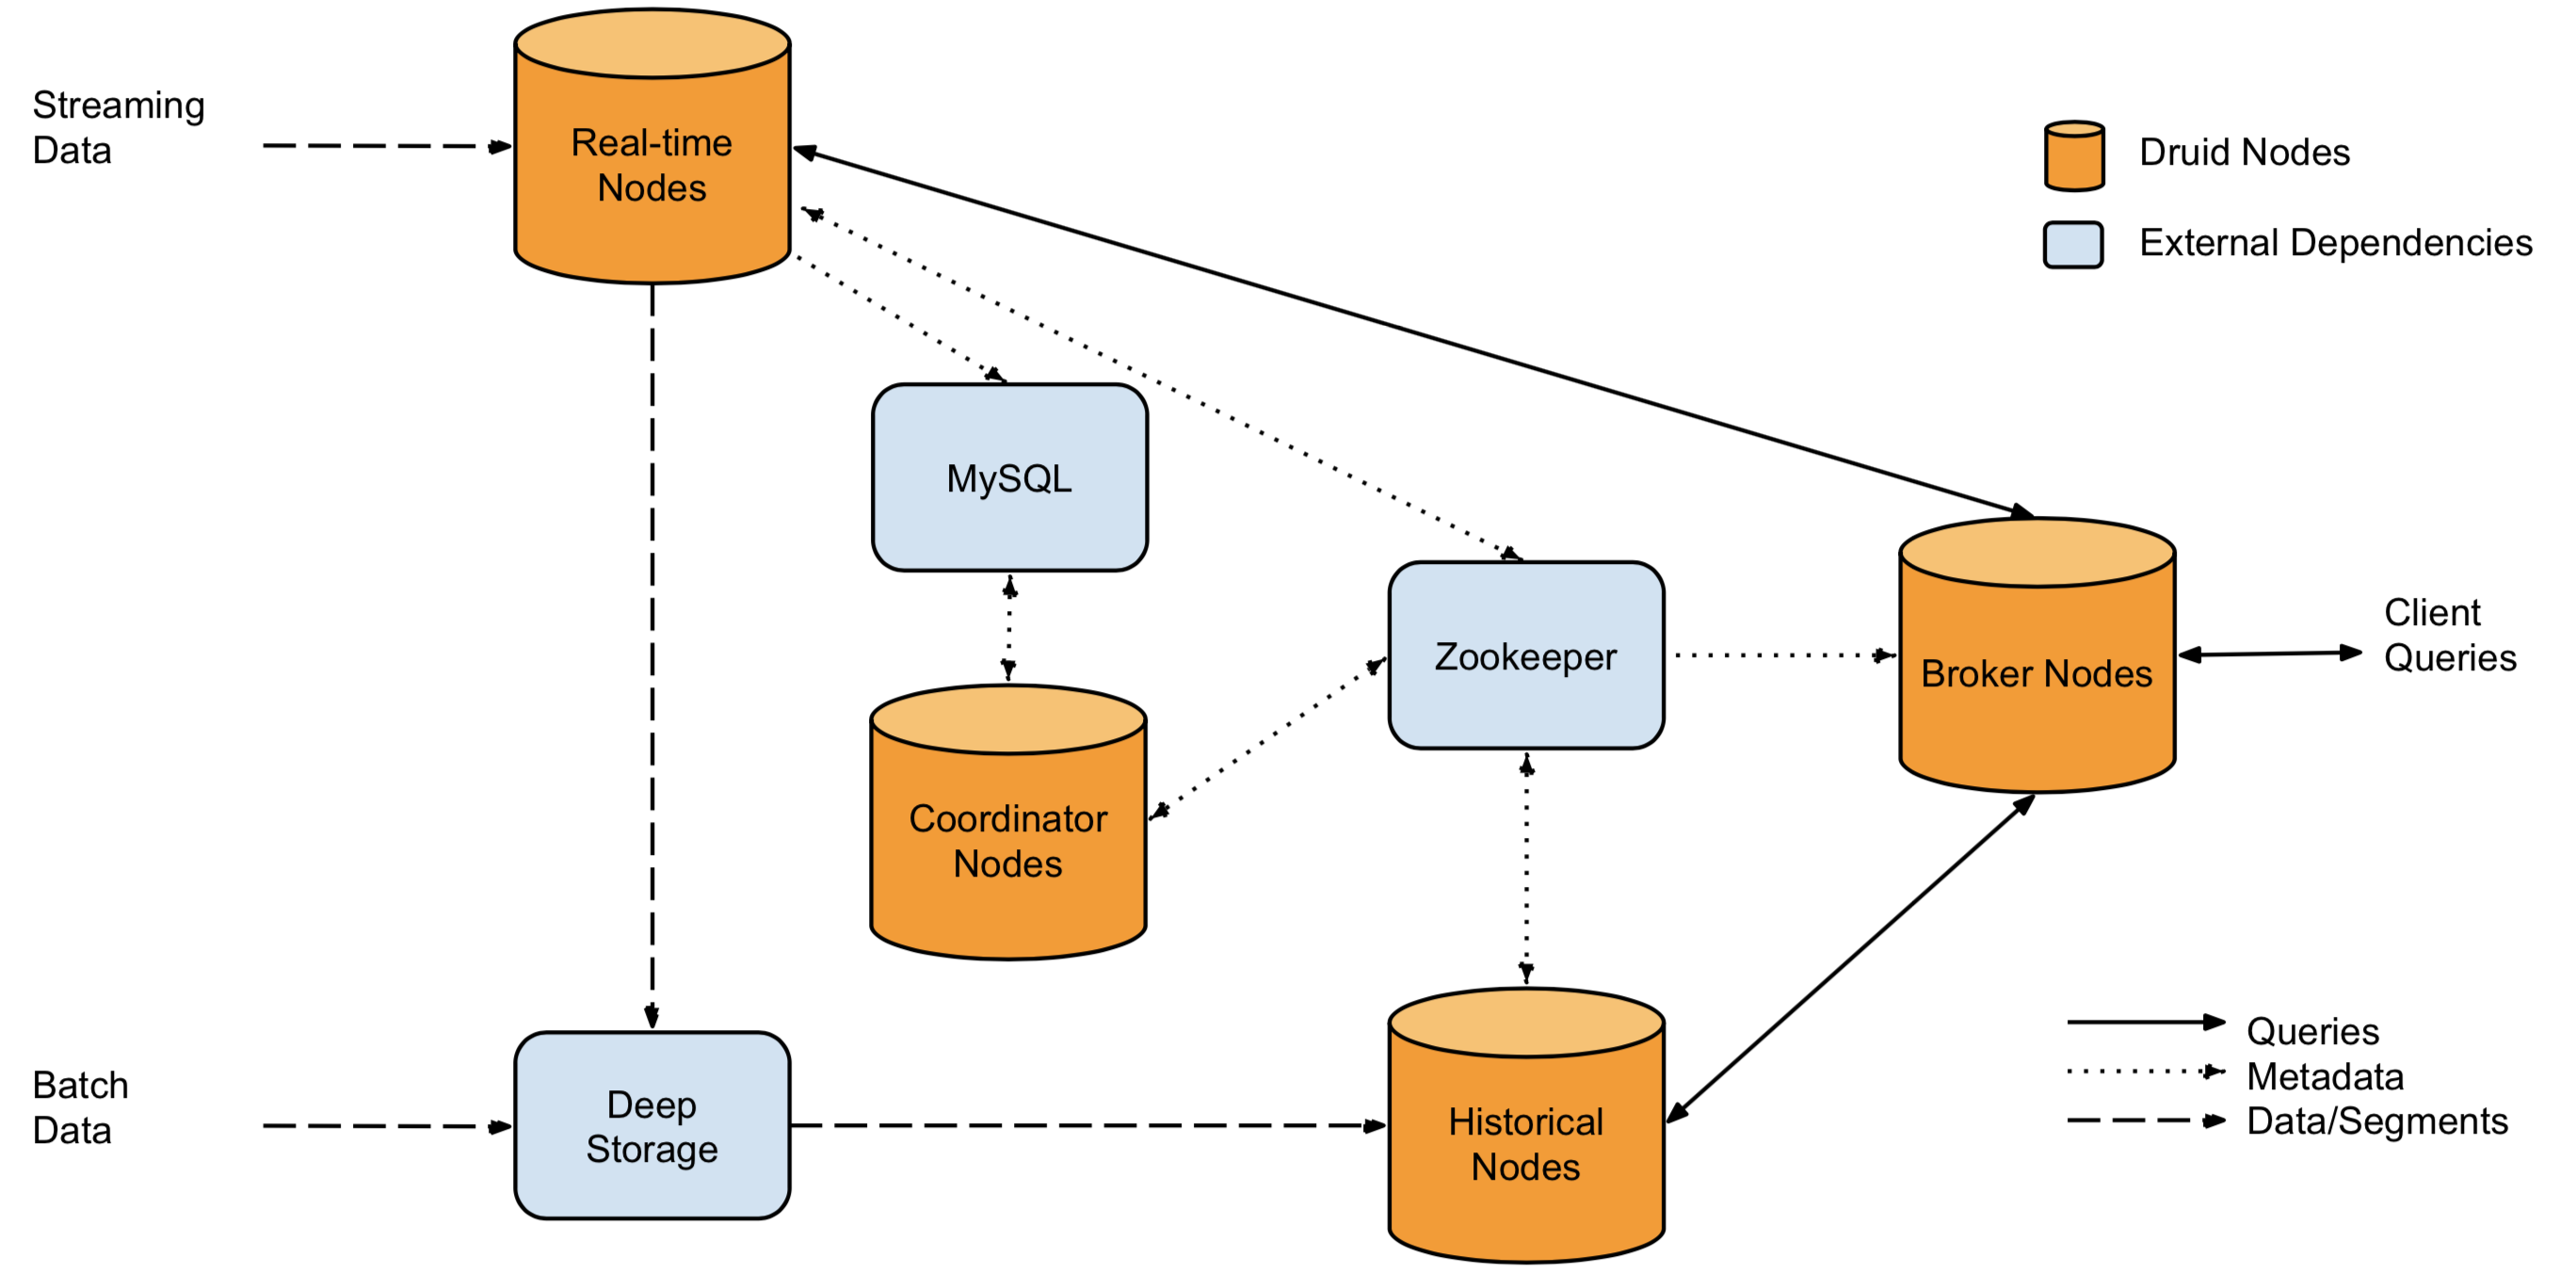 Streaming
Data
Real-time
Nodes
Druid Nodes
External Dependencies
MySQL
Zookeeper
Broker Nodes
Client
Queries
Coordinator
Nodes
Batch
Data
Deep
Storage
Historical
Nodes
Queries
Metadata
Data/Segments